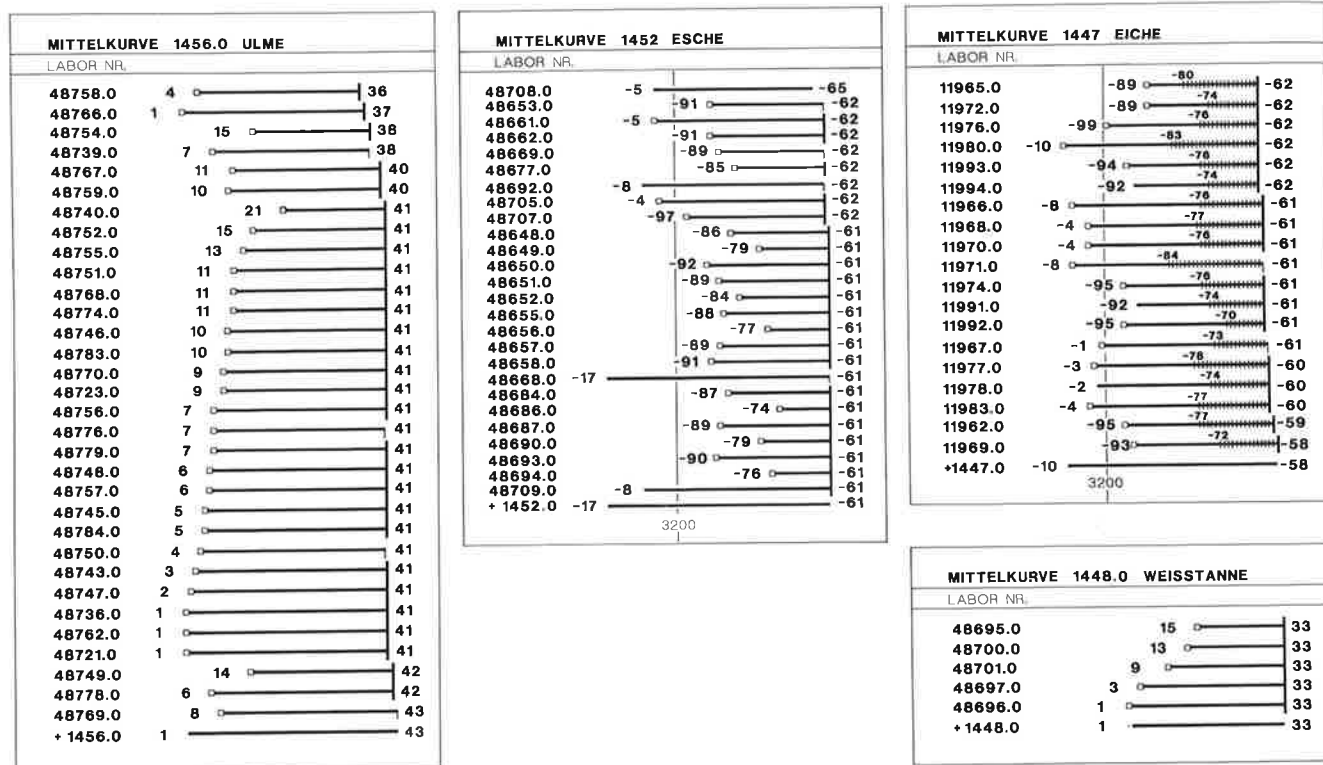 MITTELKURVE 1456.0 ULME
LABOR NR.
48758.0 4 36
48766.0 1 37
48754.0 15 38
48739.0 7 38
48767.0 11 40
48759.0 10 40
48740.0 21 41
48752.0 15 41
48755.0 13 41
48751.0 11 41
48768.0 11 41
48774.0 11 41
48746.0 10 41
48783.0 10 41
48770.0 9 41
48723.0 9 41
48756.0 7 41
48776.0 7 41
48779.0 7 41
48748.0 6 41
48757.0 6 41
48745.0 5 41
48784.0 5 41
48750.0 4 41
48743.0 3 41
48747.0 2 41
48736.0 1 41
48762.0 1 41
48721.0 1 41
48749.0 14 42
48778.0 6 42
48769.0 8 43
+ 1456.0 1 43
MITTELKURVE 1452 ESCHE
LABOR NR.
48708.0 -5 -65
48653.0 -91 -62
48661.0 -5 -62
48662.0 -91 -62
48669.0 -89 -62
48677.0 -85 -62
48692.0 -8 -62
48705.0 -4 -62
48707.0 -97 -62
48648.0 -86 -61
48649.0 -79 -61
48650.0 -92 -61
48651.0 -89 -61
48652.0 -84 -61
48655.0 -88 -61
48656.0 -77 -61
48657.0 -89 -61
48658.0 -91 -61
48668.0 -17 -61
48684.0 -87 -61
48686.0 -74 -61
48687.0 -89 -61
48690.0 -79 -61
48693.0 -90 -61
48694.0 -76 -61
48709.0 -8 -61
+ 1452.0 -17 -61
3200
MITTELKURVE 1447 EICHE
LABOR NR.
11965.0 -89 -80 -62
11972.0 -89 -74 -62
11976.0 -99 -76 -62
11980.0 -10 -83 -62
11993.0 -94 -76 -62
11994.0 -92 -74 -62
11966.0 -8 -76 -61
11968.0 -4 -77 -61
11970.0 -4 -76 -61
11971.0 -8 -84 -61
11974.0 -95 -76 -61
11991.0 -92 -74 -61
11992.0 -95 -70 -61
11967.0 -1 -73 -61
11977.0 -3 -78 -60
11978.0 -2 -74 -60
11983.0 -4 -77 -60
11962.0 -95 -77 -59
11969.0 -93 -72 -58
+1447.0 -10 -58
3200
MITTELKURVE 1448.0 WEISSTANNE
LABOR NR.
48695.0 15 33
48700.0 13 33
48701.0 9 33
48697.0 3 33
48696.0 1 33
+1448.0 1 33